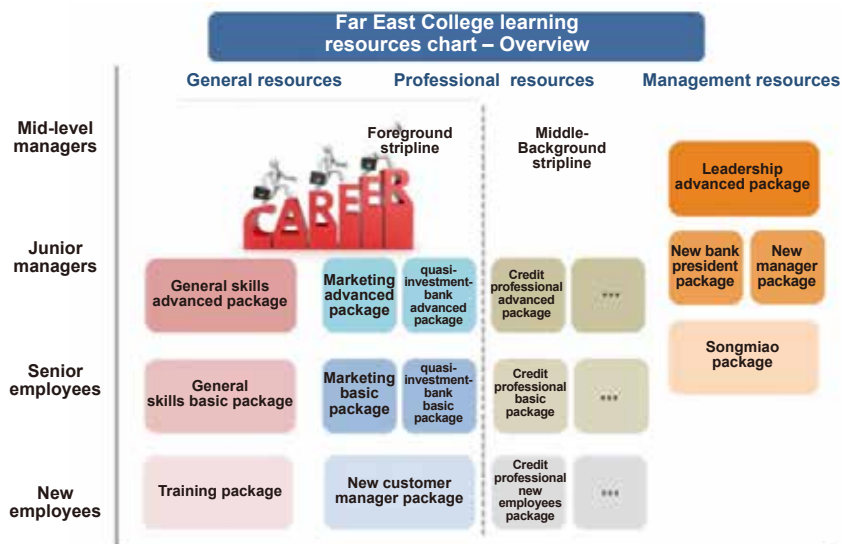 Far East College learning
resources chart – Overview
General resources
Professional resources
Management resources
Mid-level
managers
Foreground
stripline
Middle-
Background
stripline
CAREER
Leadership
advanced package
Junior
managers
General skills
advanced package
Marketing
advanced
package
quasi-
investment-
bank
advanced
package
Credit
professional
advanced
package
***
New bank
president
package
New
manager
package
Senior
employees
General
skills basic package
Marketing
basic
package
quasi-
investment-
bank
basic
package
Credit
professional
basic
package
***
Songmiao
package
New
employees
Training package
New customer
manager package
Credit
professional
new
employees
package
***